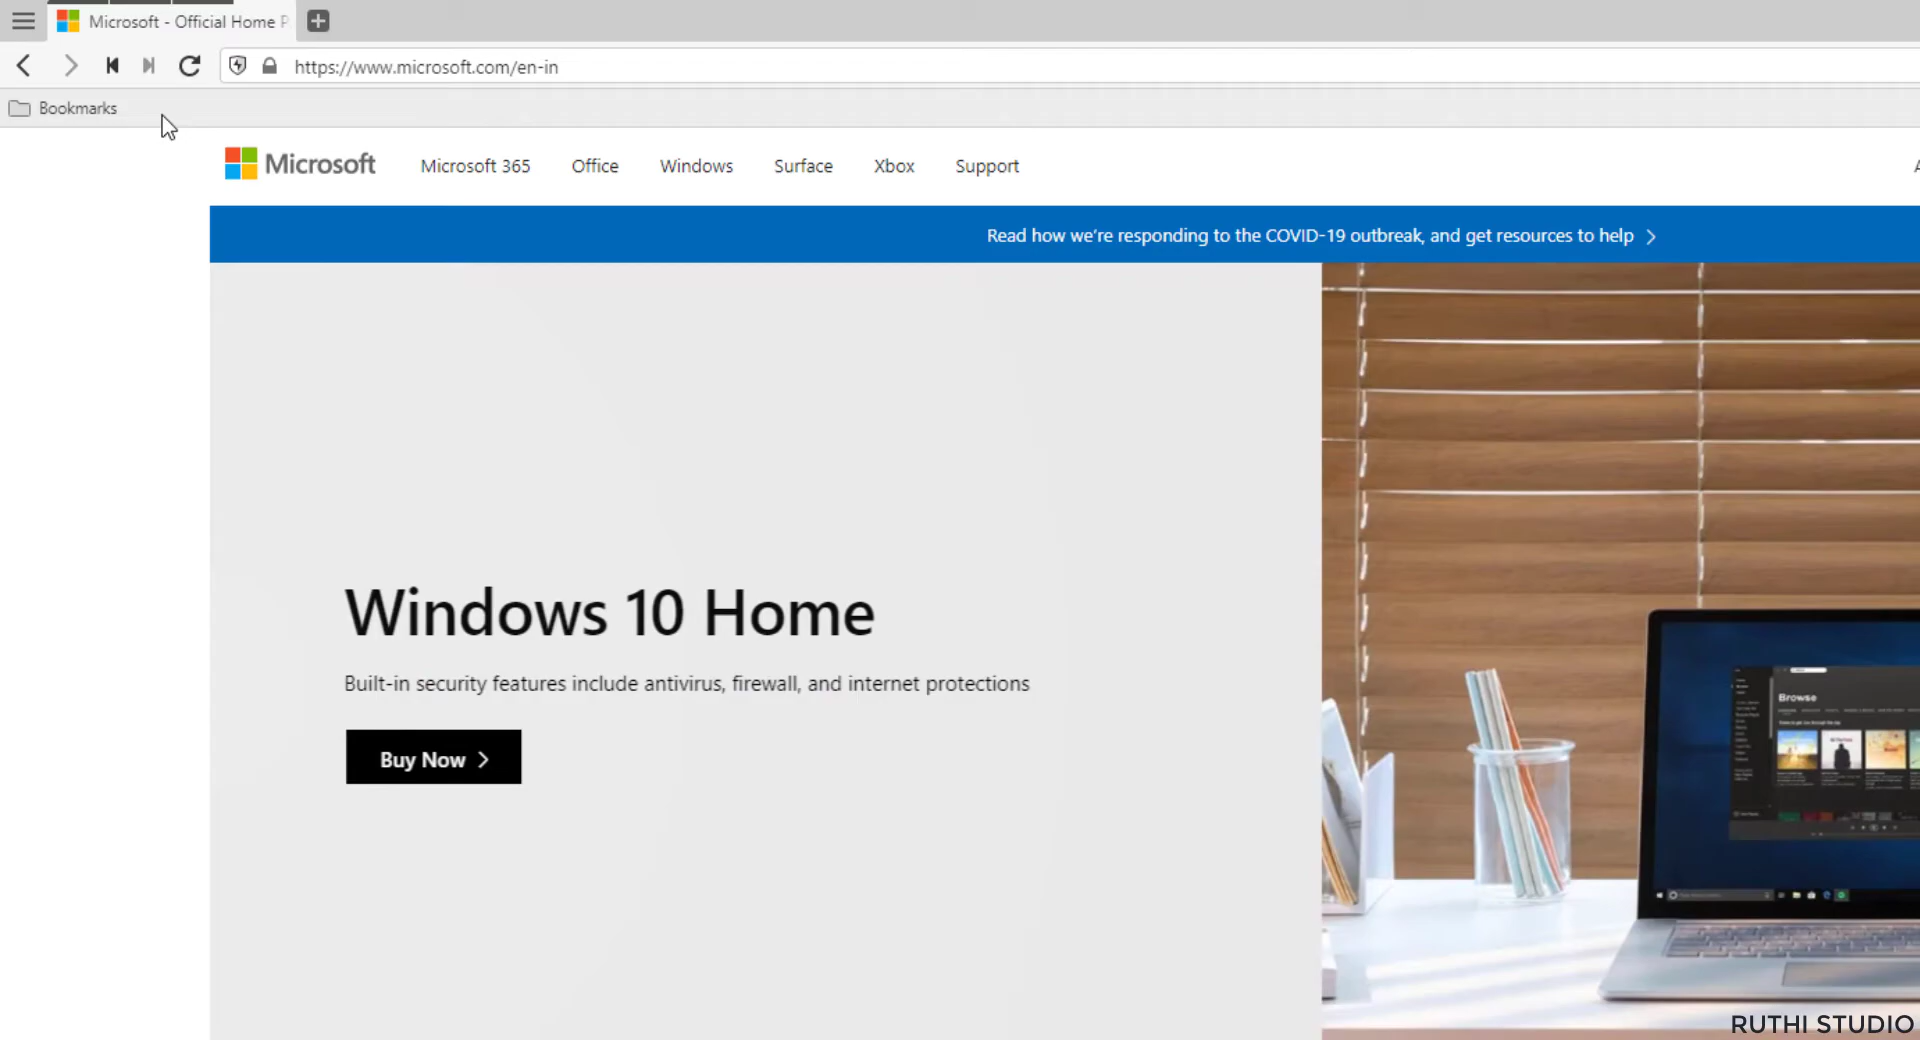 Microsoft - Official Home P
https://www.microsoft.com/en-in
Bookmarks
Microsoft
Microsoft 365
Office
Windows
Surface
Xbox
Support
Read how we're responding to the COVID-19 outbreak, and get resources to help
Windows 10 Home
Built-in security features include antivirus, firewall, and internet protections
Buy Now
Browse
RUTHI STUDIO